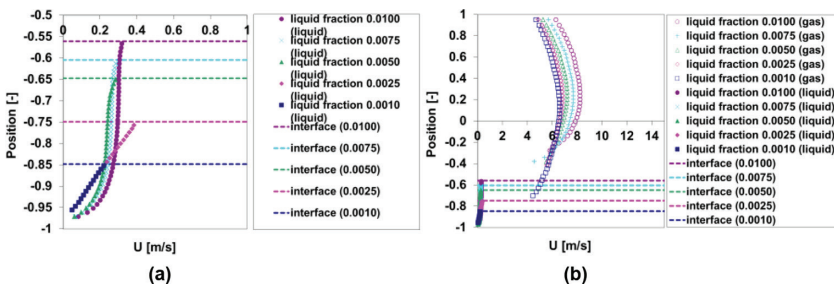 -0.5
-0.55
-0.6
-0.65
-0.7
-0.75
-0.8
-0.85
-0.9
-0.95
-1
Position [-]
0 0.2 0.4 0.6 0.8 1
U [m/s]
liquid fraction 0.0100
(liquid)
liquid fraction 0.0075
(liquid)
liquid fraction 0.0050
(liquid)
liquid fraction 0.0025
(liquid)
liquid fraction 0.0010
(liquid)
interface (0.0100)
interface (0.0075)
interface (0.0050)
interface (0.0025)
interface (0.0010)
(a)
1
0.8
0.6
0.4
0.2
0
-0.2
-0.4
-0.6
-0.8
-1
Position [-]
0 2 4 6 8 10 12 14
U [m/s]
liquid fraction 0.0100 (gas)
liquid fraction 0.0075 (gas)
liquid fraction 0.0050 (gas)
liquid fraction 0.0025 (gas)
liquid fraction 0.0010 (gas)
liquid fraction 0.0100 (liquid)
liquid fraction 0.0075 (liquid)
liquid fraction 0.0050 (liquid)
liquid fraction 0.0025 (liquid)
liquid fraction 0.0010 (liquid)
interface (0.0100)
interface (0.0075)
interface (0.0050)
interface (0.0025)
interface (0.0010)
(b)